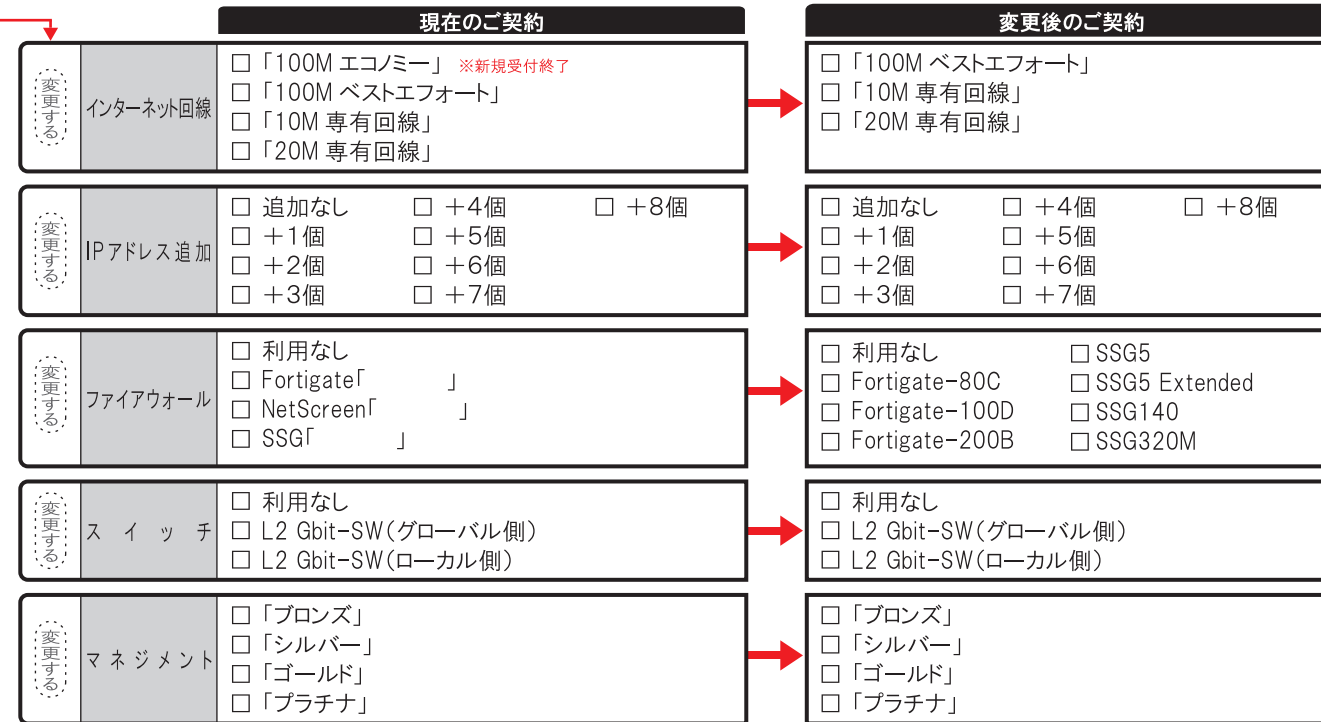 現在のご契約
変更後のご契約
変更する
インターネット回線
□「100M エコノミー」 ※新規受付終了
□「100M ベストエフォート」
□「10M 専有回線」
□「20M 専有回線」
□「100M ベストエフォート」
□「10M 専有回線」
□「20M 専有回線」
変更する
IPアドレス追加
□ 追加なし □ +4個 □ +8個
□ +1個 □ +5個
□ +2個 □ +6個
□ +3個 □ +7個
□ 追加なし □ +4個 □ +8個
□ +1個 □ +5個
□ +2個 □ +6個
□ +3個 □ +7個
変更する
ファイアウォール
□ 利用なし
□ Fortigate「 」
□ NetScreen「 」
□ SSG「 」
□ 利用なし □ SSG5
□ Fortigate-80C □ SSG5 Extended
□ Fortigate-100D □ SSG140
□ Fortigate-200B □ SSG320M
変更する
スイッチ
□ 利用なし
□ L2 Gbit-SW(グローバル側)
□ L2 Gbit-SW(ローカル側)
□ 利用なし
□ L2 Gbit-SW(グローバル側)
□ L2 Gbit-SW(ローカル側)
変更する
マネジメント
□「ブロンズ」
□「シルバー」
□「ゴールド」
□「プラチナ」
□「ブロンズ」
□「シルバー」
□「ゴールド」
□「プラチナ」